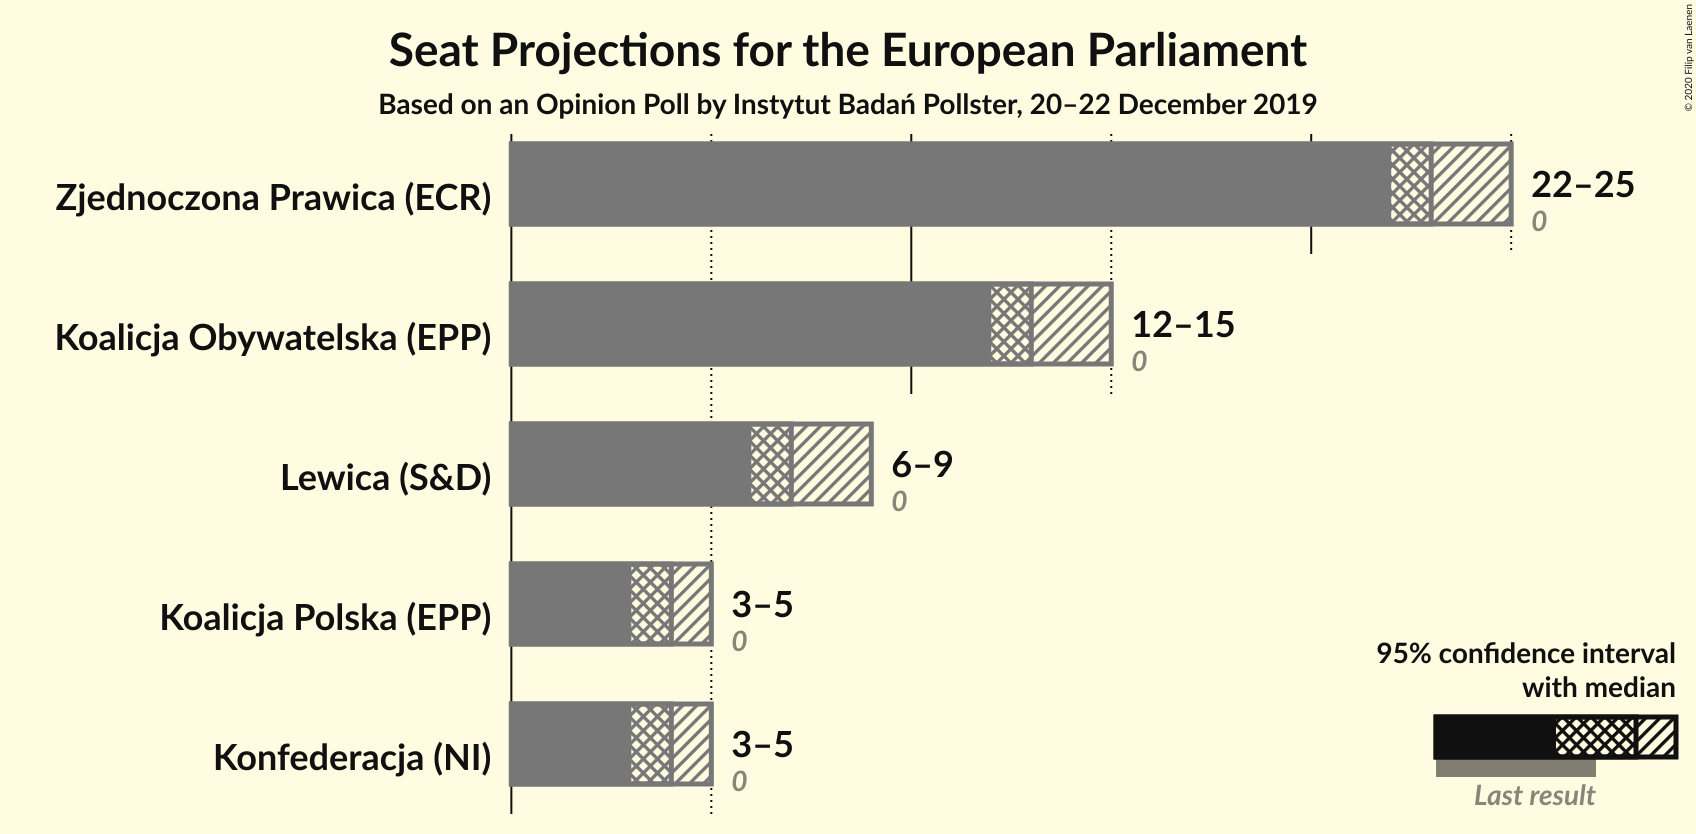 Seat Projections for the European Parliament
Based on an Opinion Poll by Instytut Badań Pollster, 20–22 December 2019
© 2020 Filip van Laenen
Zjednoczona Prawica (ECR)
22–25
0
Koalicja Obywatelska (EPP)
12–15
0
Lewica (S&D)
6–9
0
Koalicja Polska (EPP)
3–5
0
Konfederacja (NI)
3–5
0
95% confidence interval
with median
Last result